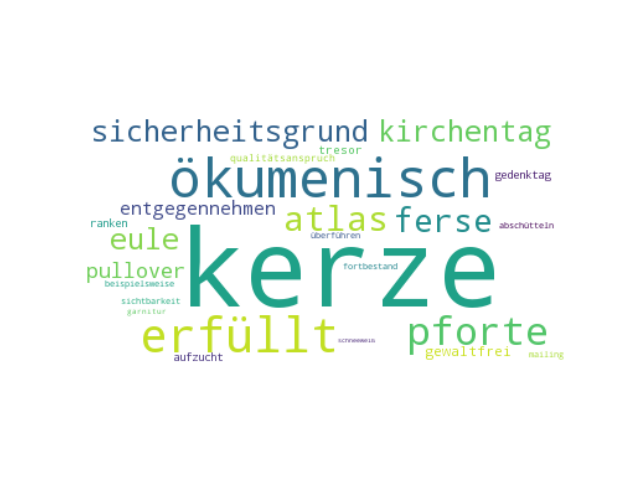 sicherheitsgrund kirchentag
tresor
qualitätsanspruch
ökumenisch gedenktag
entgegennehmen atlas ferse
ranken abschütteln
eule überführen
kerze
pullover fortbestand
beispielsweise
sichtbarkeit
garnitur
erfüllt pforte
schneeweiß
aufzucht gewaltfrei mailing